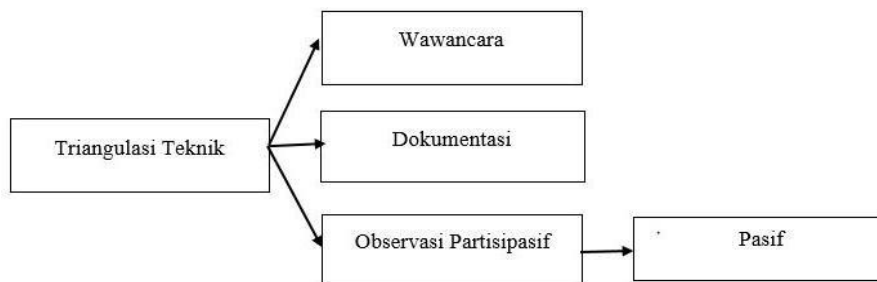 Wawancara
Triangulasi Teknik
Dokumentasi
Observasi Partisipasif
Pasif